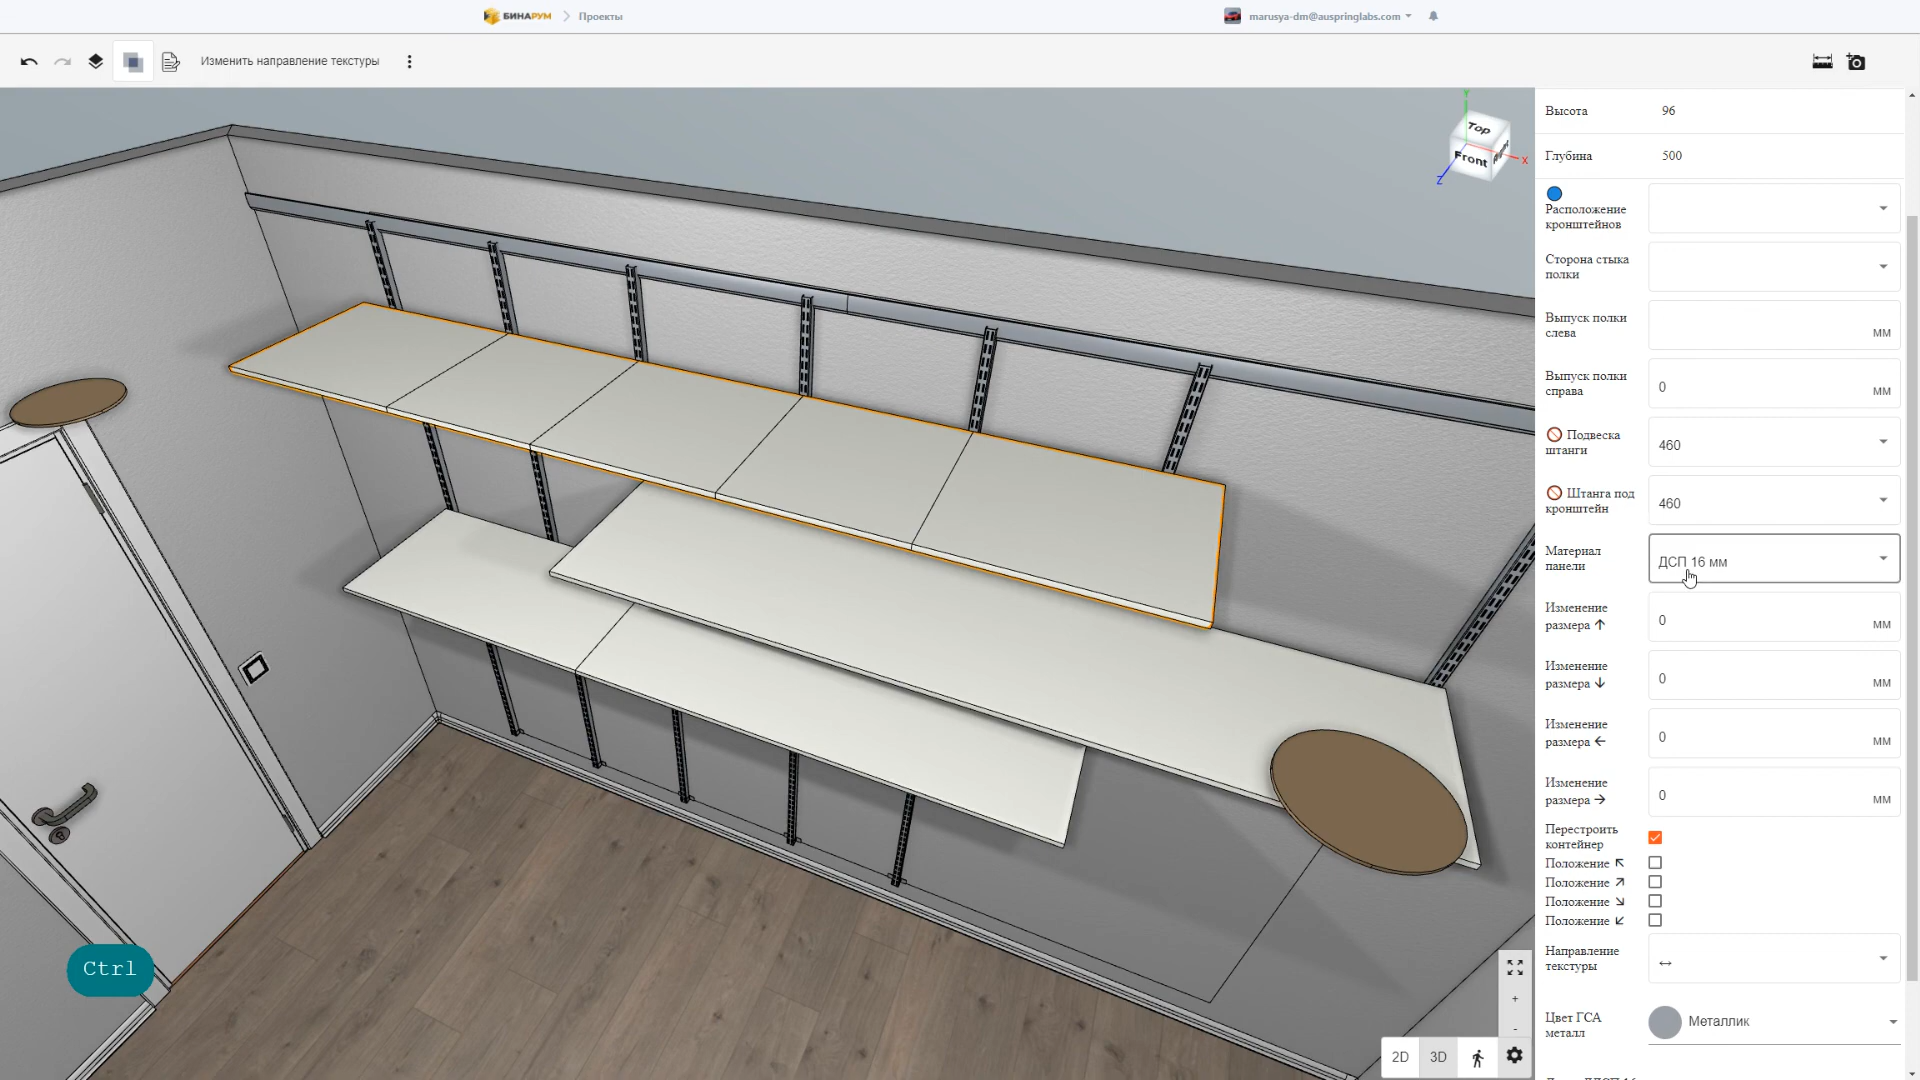 БИНАРУМ
Проекты
marusya-dm@auspringlabs.com
Изменить направление текстуры
Y
Top
Front
X
Z
Высота 96
Глубина 500
Расположение
кронштейнов
Сторона стыка
полки
Выпуск полки
слева
мм
Выпуск полки
справа
0 мм
Подвеска
штанги
460
Штанга под
кронштейн
460
Материал
панели
ДСП 16 мм
Изменение
размера ↑
0 мм
Изменение
размера ↓
0 мм
Изменение
размера ←
0 мм
Изменение
размера →
0 мм
Перестроить
контейнер
Положение ↖
Положение ↗
Положение ↘
Положение ↙
Направление
текстуры
↔
Цвет ГСА
металл
Металлик
Ctrl
+
-
2D 3D